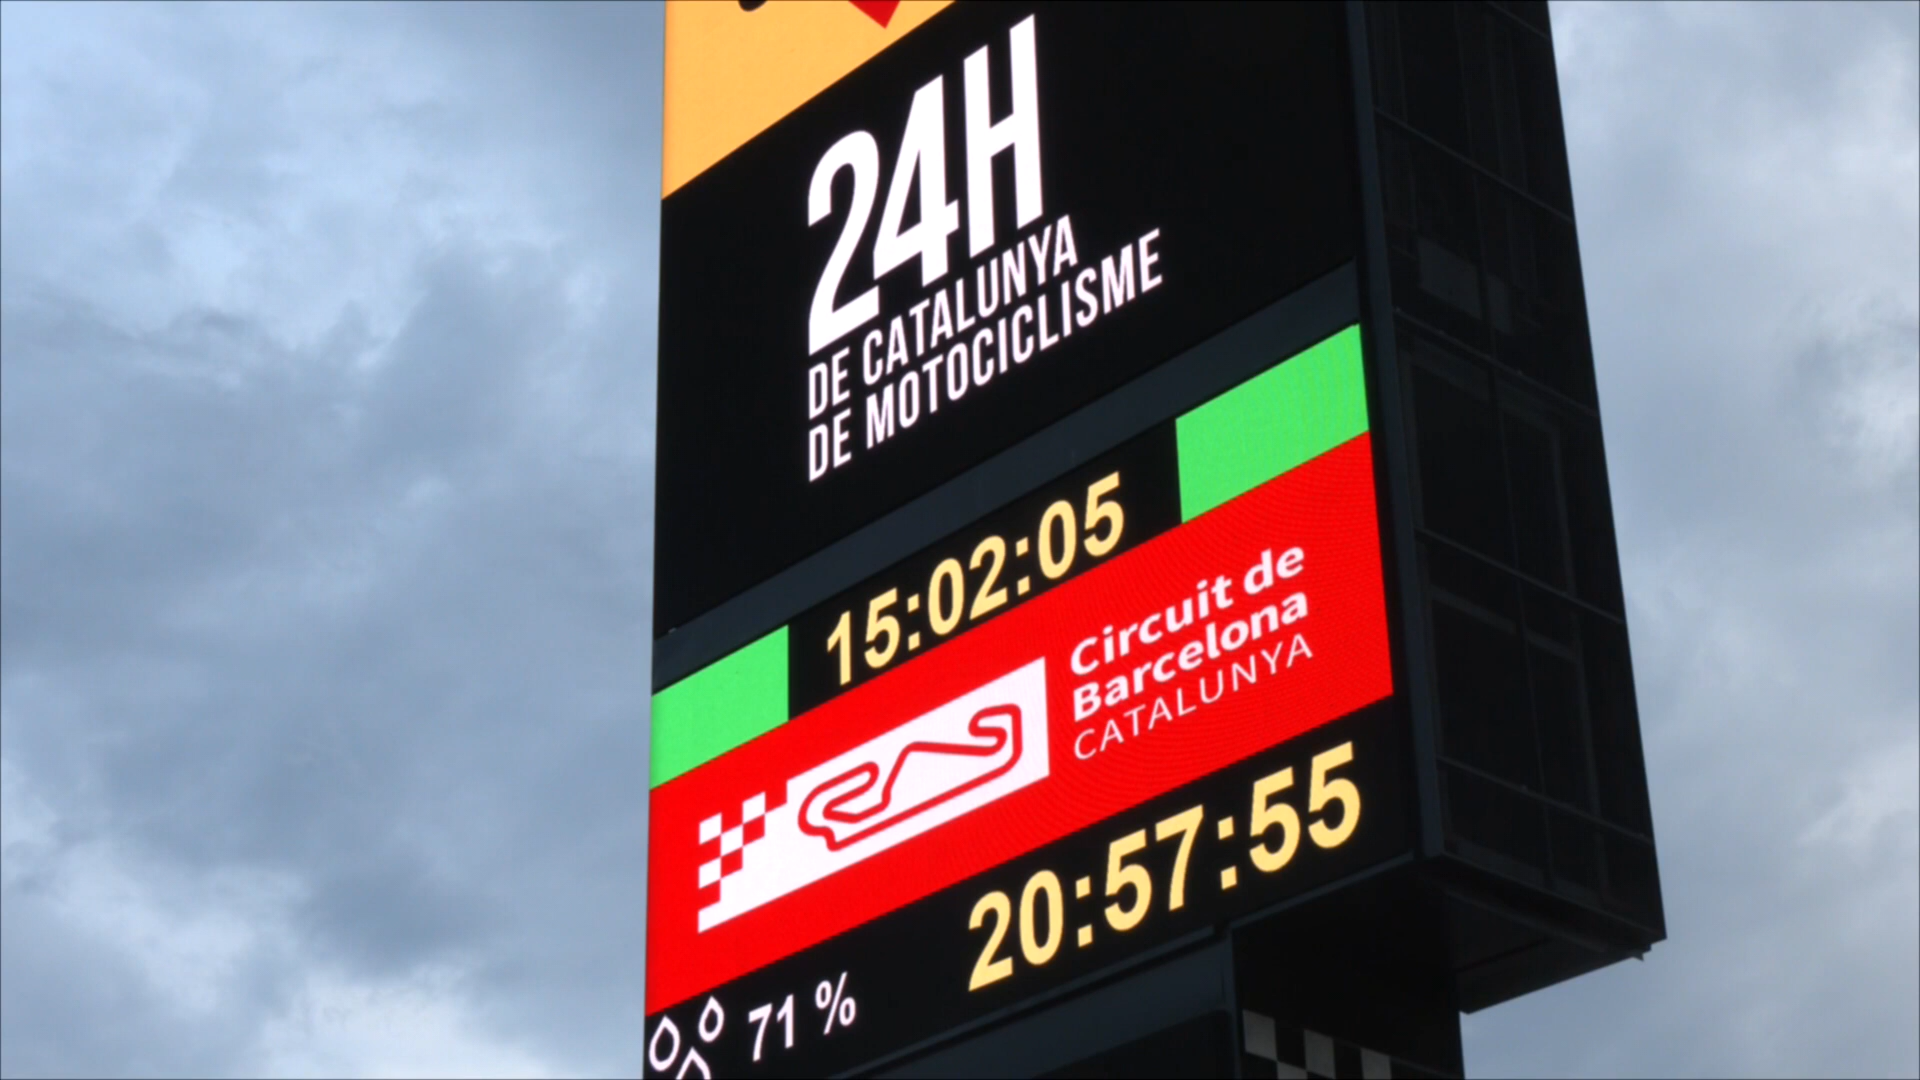 24H
DE CATALUNYA
DE MOTOCICLISME
15:02:05
Circuit de
Barcelona
CATALUNYA
20:57:55
71 %